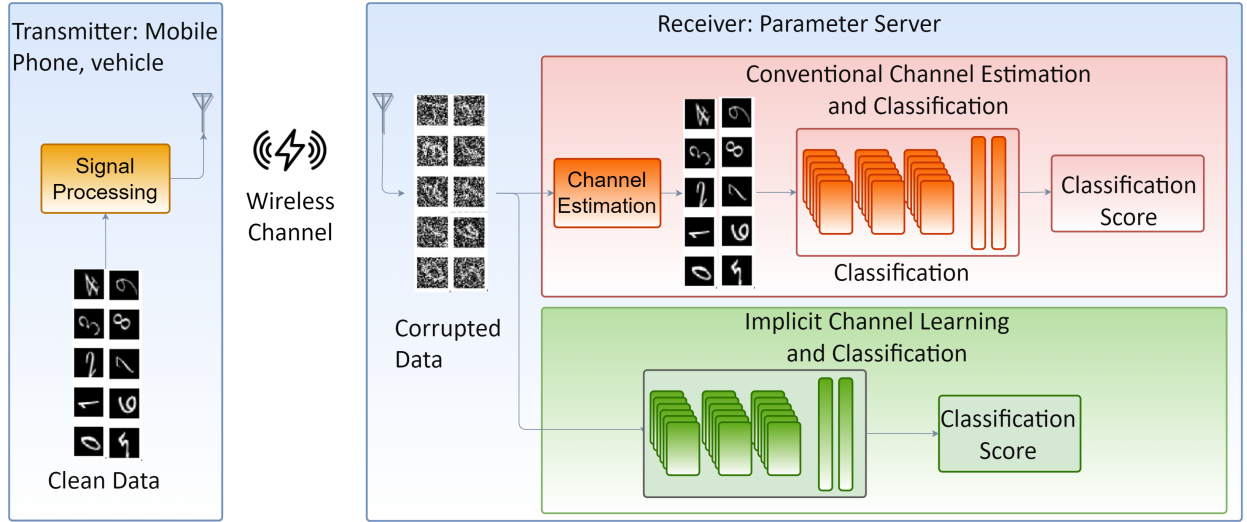 Transmitter: Mobile
Phone, vehicle
Signal
Processing
Clean Data
Wireless
Channel
Receiver: Parameter Server
Corrupted
Data
Conventional Channel Estimation
and Classification
Channel
Estimation
Classification
Classification
Score
Implicit Channel Learning
and Classification
Classification
Score